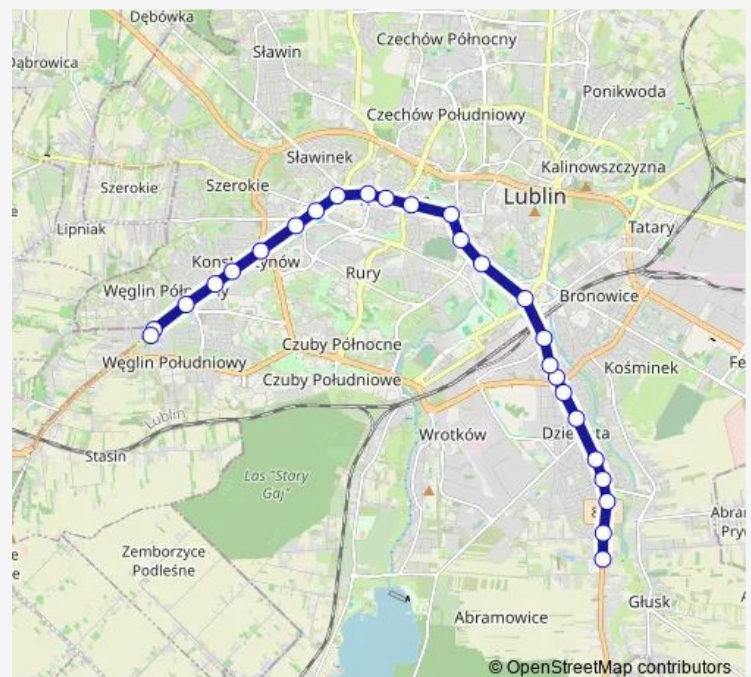 Dębówka
Sławin
Czechów Północny
Dąbrowica
Ponikwoda
Czechów Południowy
Sławinek
Kalinowszczyzna
Szerokie
Szerokie
Lublin
Lipniak
Tatary
Rury
Węglin
Bronowice
Czuby Północne
Węglin Południowy
Kośminek
Czuby Południowe
Lublin
Wrotków
Stasin
Las "Stary
Gaj"
Zemborzyce
Podleśne
Głusk
Abramowice
© OpenStreetMap contributors